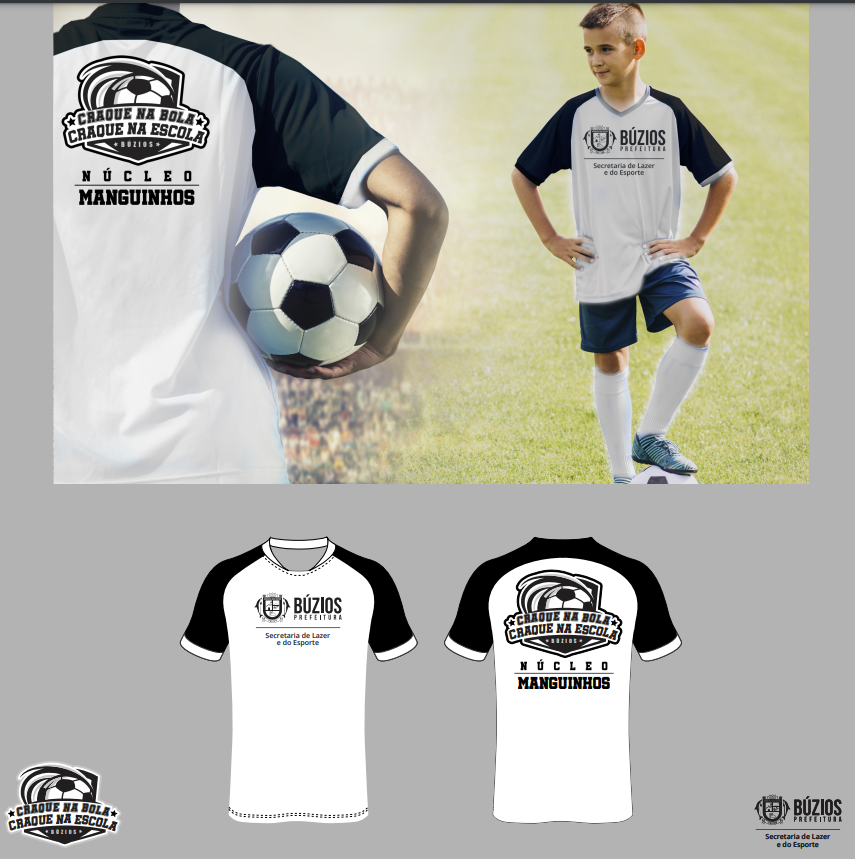 CRAQUE NA BOLA
CRAQUE NA ESCOLA
BÚZIOS
NÚCLEO
MANGUINHOS
BÚZIOS
PREFEITURA
Secretaria de Lazer
e do Esporte
BÚZIOS
PREFEITURA
Secretaria de Lazer
e do Esporte
CRAQUE NA BOLA
CRAQUE NA ESCOLA
BÚZIOS
NÚCLEO
MANGUINHOS
CRAQUE NA BOLA
CRAQUE NA ESCOLA
BÚZIOS
BÚZIOS
PREFEITURA
Secretaria de Lazer
e do Esporte